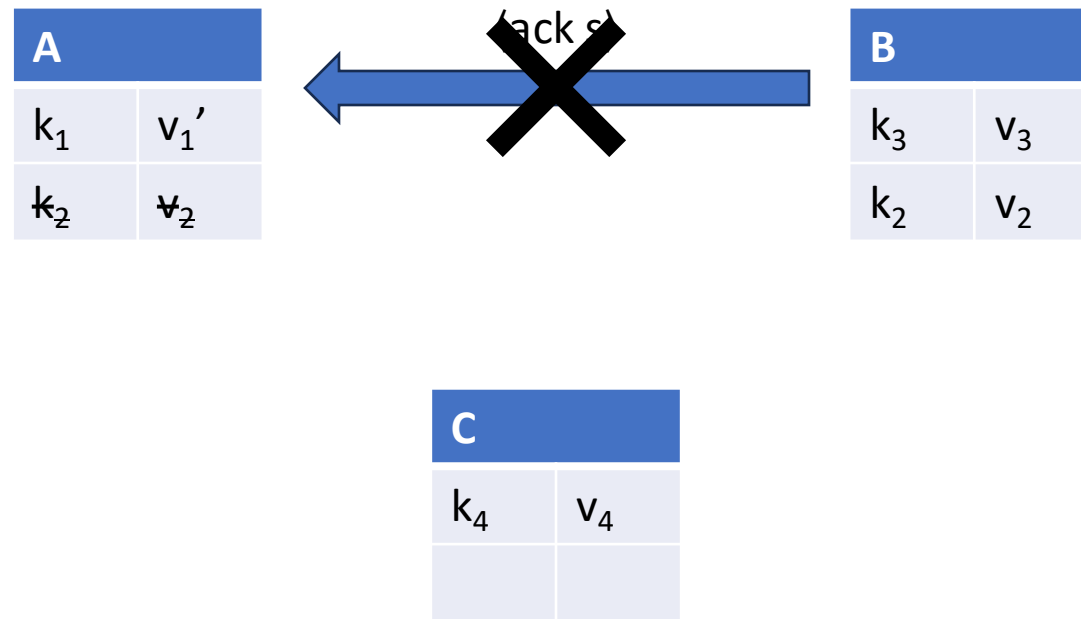 (ack s)
A
k₁ v₁’
~~k₂~~ ~~v₂~~
B
k₃ v₃
k₂ v₂
C
k₄ v₄